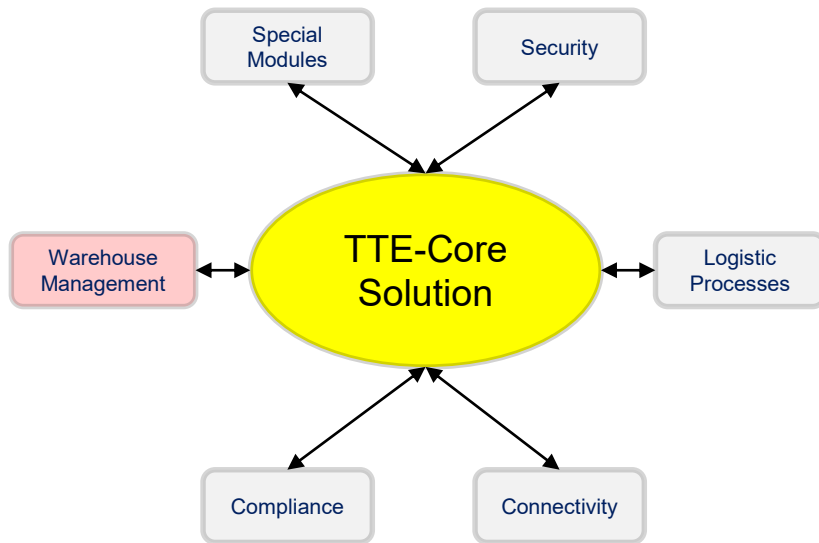 Special
Modules
Security
Warehouse
Management
TTE-Core
Solution
Logistic
Processes
Compliance
Connectivity